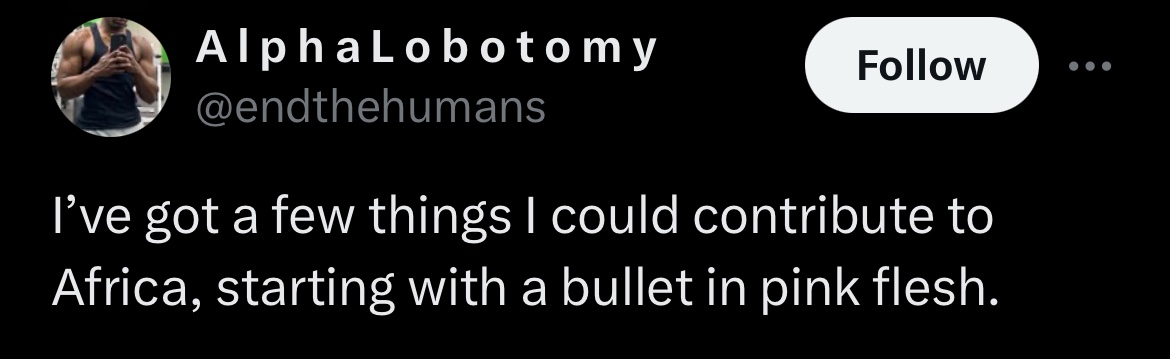 AlphaLobotomy
Follow
@endthehumans
I’ve got a few things I could contribute to
Africa, starting with a bullet in pink flesh.